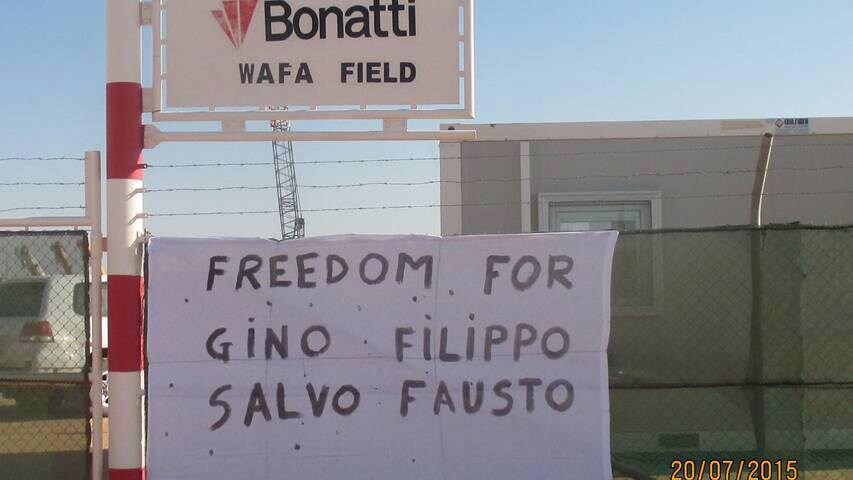 Bonatti
WAFA FIELD
FREEDOM FOR
GINO FILIPPO
SALVO FAUSTO
20/07/2015